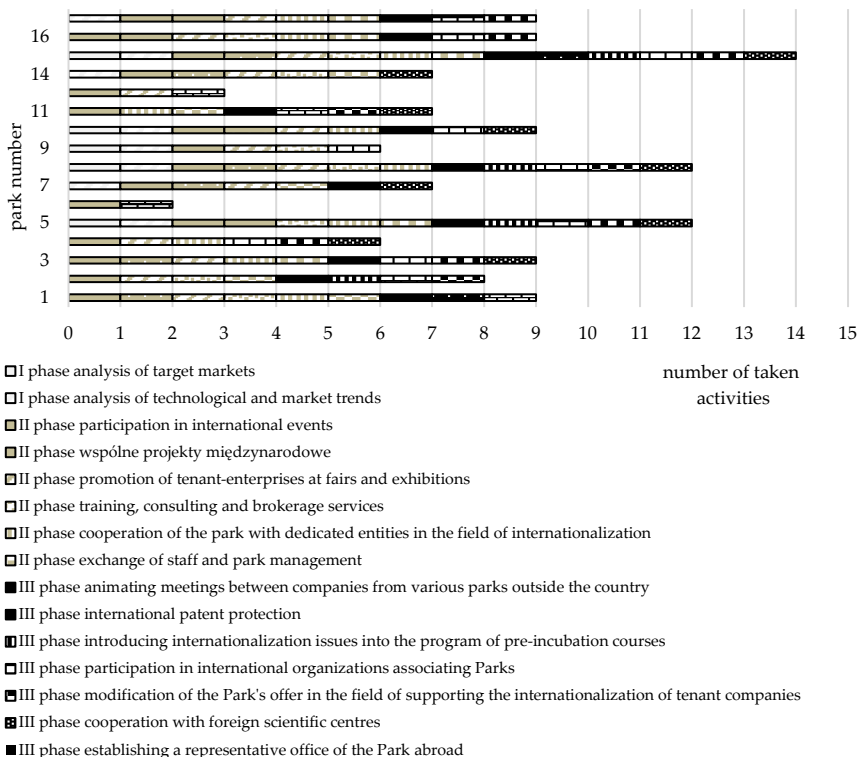 16
14
11
9
7
5
3
1
park number
0 1 2 3 4 5 6 7 8 9 10 11 12 13 14 15
number of taken
activities
I phase analysis of target markets
I phase analysis of technological and market trends
II phase participation in international events
II phase wspólne projekty międzynarodowe
II phase promotion of tenant-enterprises at fairs and exhibitions
II phase training, consulting and brokerage services
II phase cooperation of the park with dedicated entities in the field of internationalization
II phase exchange of staff and park management
III phase animating meetings between companies from various parks outside the country
III phase international patent protection
III phase introducing internationalization issues into the program of pre-incubation courses
III phase participation in international organizations associating Parks
III phase modification of the Park's offer in the field of supporting the internationalization of tenant companies
III phase cooperation with foreign scientific centres
III phase establishing a representative office of the Park abroad